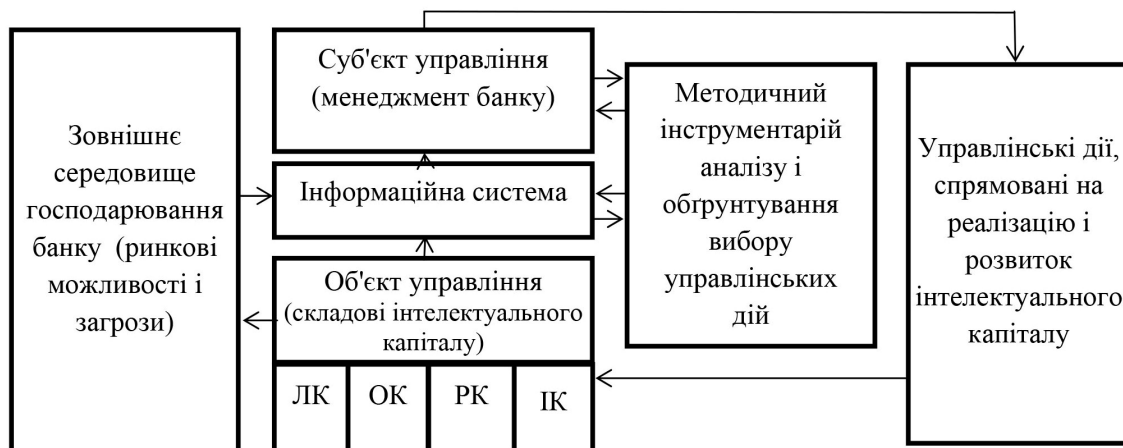 Зовнішнє
середовище
господарювання
банку (ринкові
можливості і
загрози)
Суб'єкт управління
(менеджмент банку)
Інформаційна система
Об'єкт управління
(складові інтелектуального
капіталу)
ЛК
ОК
РК
ІК
Методичний
інструментарій
аналізу і
обґрунтування
вибору
управлінських
дій
Управлінські дії,
спрямовані на
реалізацію і
розвиток
інтелектуального
капіталу